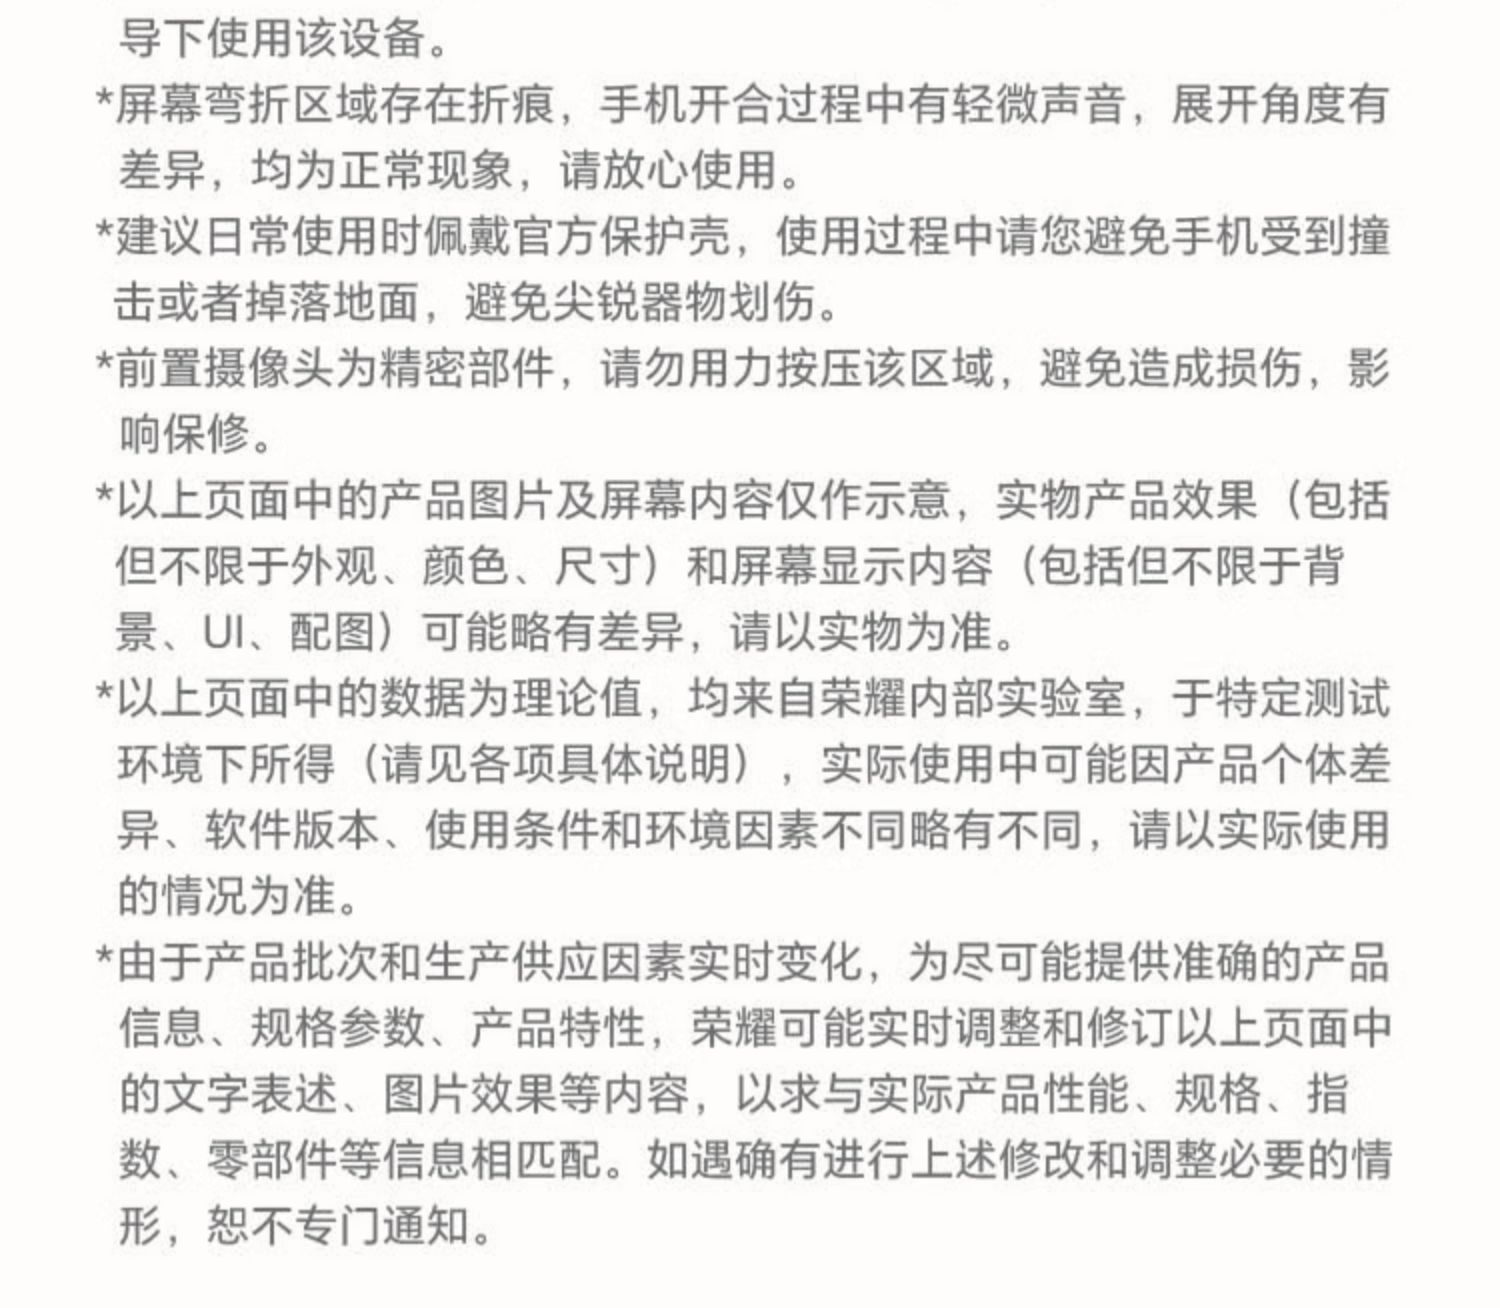 导下使用该设备。
*屏幕弯折区域存在折痕，手机开合过程中有轻微声音，展开角度有
差异，均为正常现象，请放心使用。
*建议日常使用时佩戴官方保护壳，使用过程中请您避免手机受到撞
击或者掉落地面，避免尖锐器物划伤。
*前置摄像头为精密部件，请勿用力按压该区域，避免造成损伤，影
响保修。
*以上页面中的产品图片及屏幕内容仅作示意，实物产品效果（包括
但不限于外观、颜色、尺寸）和屏幕显示内容（包括但不限于背
景、UI、配图）可能略有差异，请以实物为准。
*以上页面中的数据为理论值，均来自荣耀内部实验室，于特定测试
环境下所得（请见各项具体说明），实际使用中可能因产品个体差
异、软件版本、使用条件和环境因素不同略有不同，请以实际使用
的情况为准。
*由于产品批次和生产供应因素实时变化，为尽可能提供准确的产品
信息、规格参数、产品特性，荣耀可能实时调整和修订以上页面中
的文字表述、图片效果等内容，以求与实际产品性能、规格、指
数、零部件等信息相匹配。如遇确有进行上述修改和调整必要的情
形，恕不专门通知。